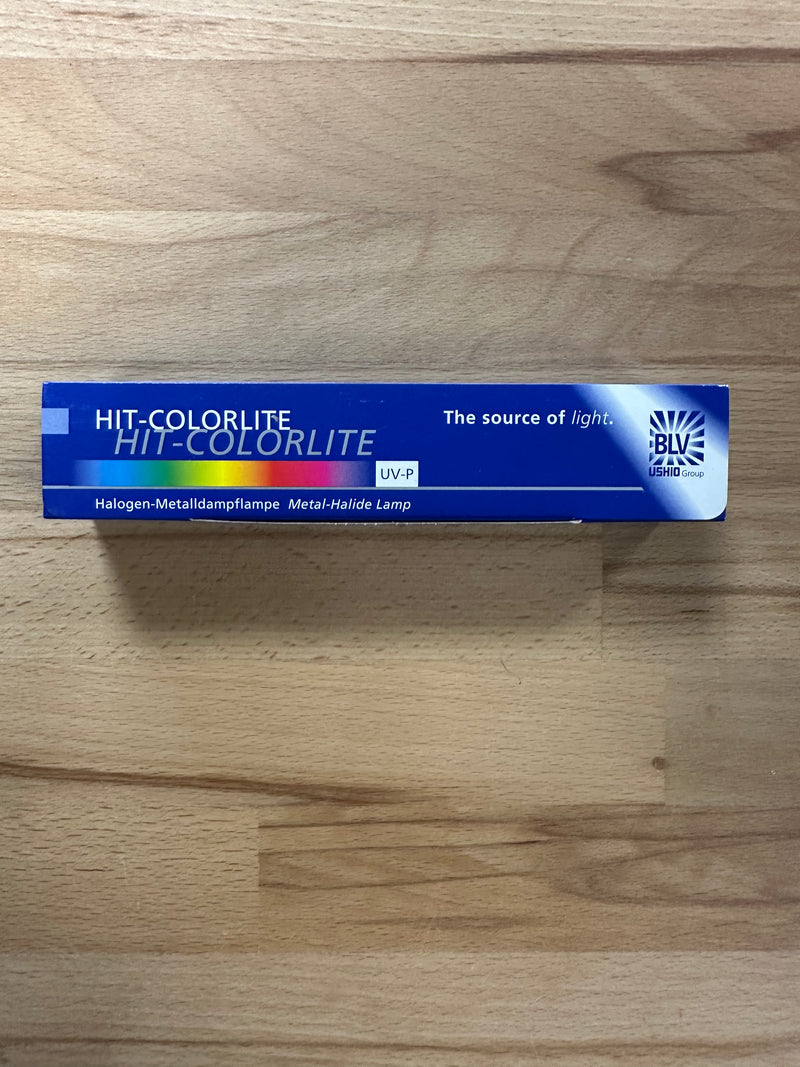 HIT-COLORLITE
HIT-COLORLITE
UV-P
Halogen-Metalldampflampe Metal-Halide Lamp
The source of light.
BLV
USHIO Group